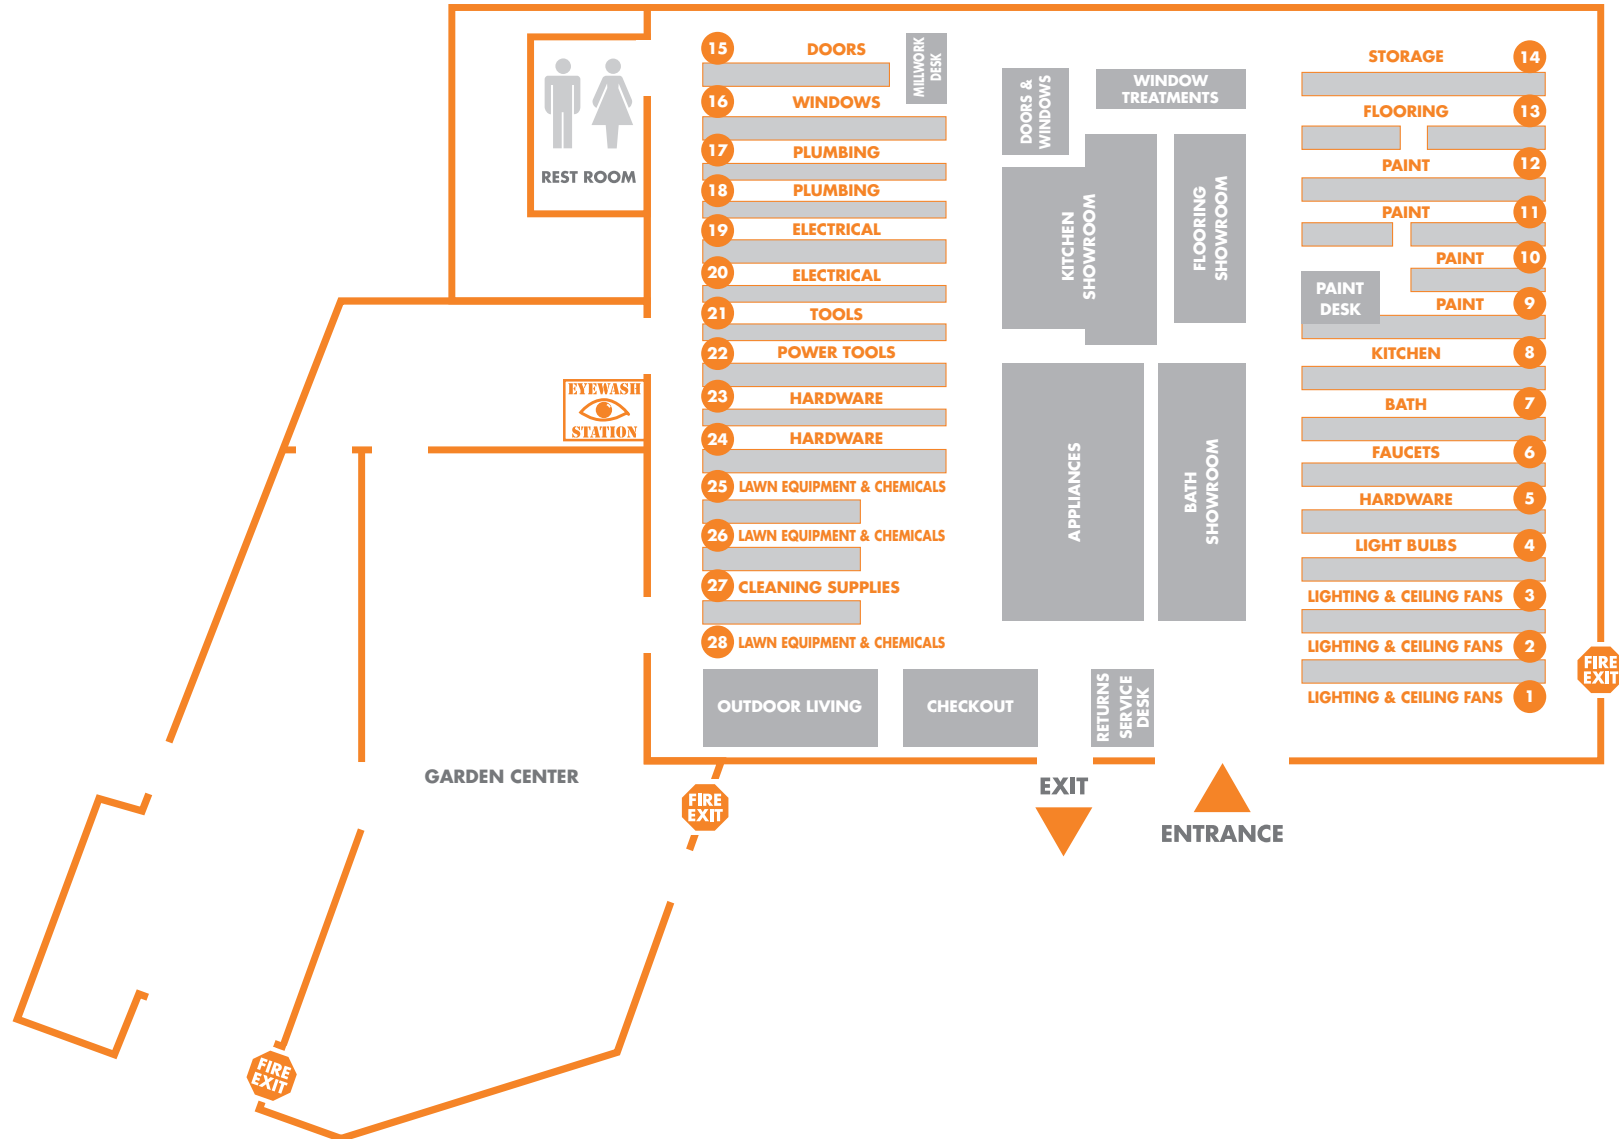 REST ROOM
EYEWASH
STATION
GARDEN CENTER
FIRE
EXIT
FIRE
EXIT
15 DOORS
16 WINDOWS
17 PLUMBING
18 PLUMBING
19 ELECTRICAL
20 ELECTRICAL
21 TOOLS
22 POWER TOOLS
23 HARDWARE
24 HARDWARE
25 LAWN EQUIPMENT & CHEMICALS
26 LAWN EQUIPMENT & CHEMICALS
27 CLEANING SUPPLIES
28 LAWN EQUIPMENT & CHEMICALS
MILLWORK
DESK
DOORS &
WINDOWS
WINDOW
TREATMENTS
KITCHEN
SHOWROOM
FLOORING
SHOWROOM
APPLIANCES
BATH
SHOWROOM
OUTDOOR LIVING
CHECKOUT
RETURNS
SERVICE
DESK
EXIT
ENTRANCE
STORAGE 14
FLOORING 13
PAINT 12
PAINT 11
PAINT 10
PAINT
DESK
PAINT 9
KITCHEN 8
BATH 7
FAUCETS 6
HARDWARE 5
LIGHT BULBS 4
LIGHTING & CEILING FANS 3
LIGHTING & CEILING FANS 2
LIGHTING & CEILING FANS 1
FIRE
EXIT